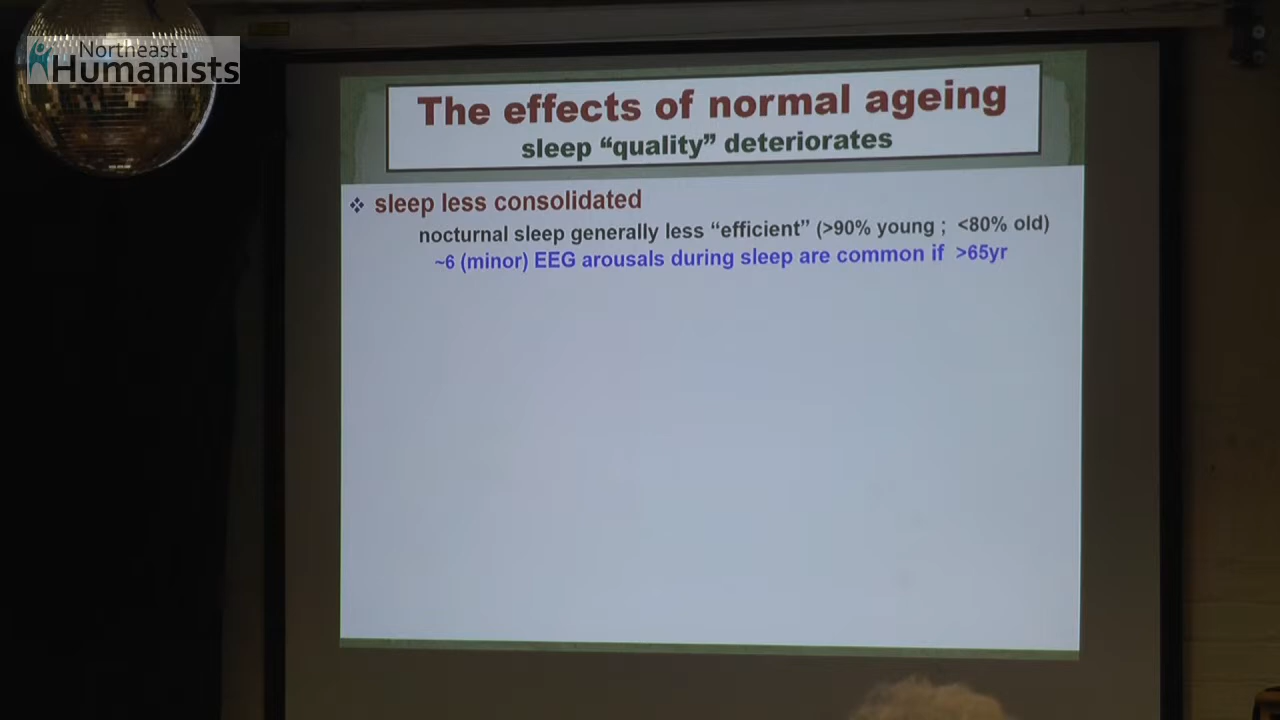 Northeast
Humanists
The effects of normal ageing
sleep “quality” deteriorates
❖ sleep less consolidated
nocturnal sleep generally less “efficient” (>90% young ; <80% old)
~6 (minor) EEG arousals during sleep are common if >65yr